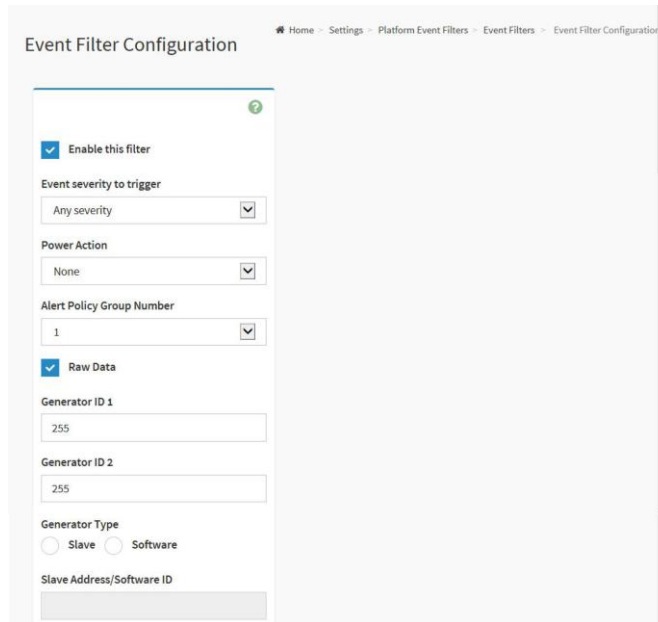 Event Filter Configuration
Home > Settings > Platform Event Filters > Event Filters > Event Filter Configuration
?
Enable this filter
Event severity to trigger
Any severity
Power Action
None
Alert Policy Group Number
1
Raw Data
Generator ID 1
255
Generator ID 2
255
Generator Type
Slave Software
Slave Address/Software ID